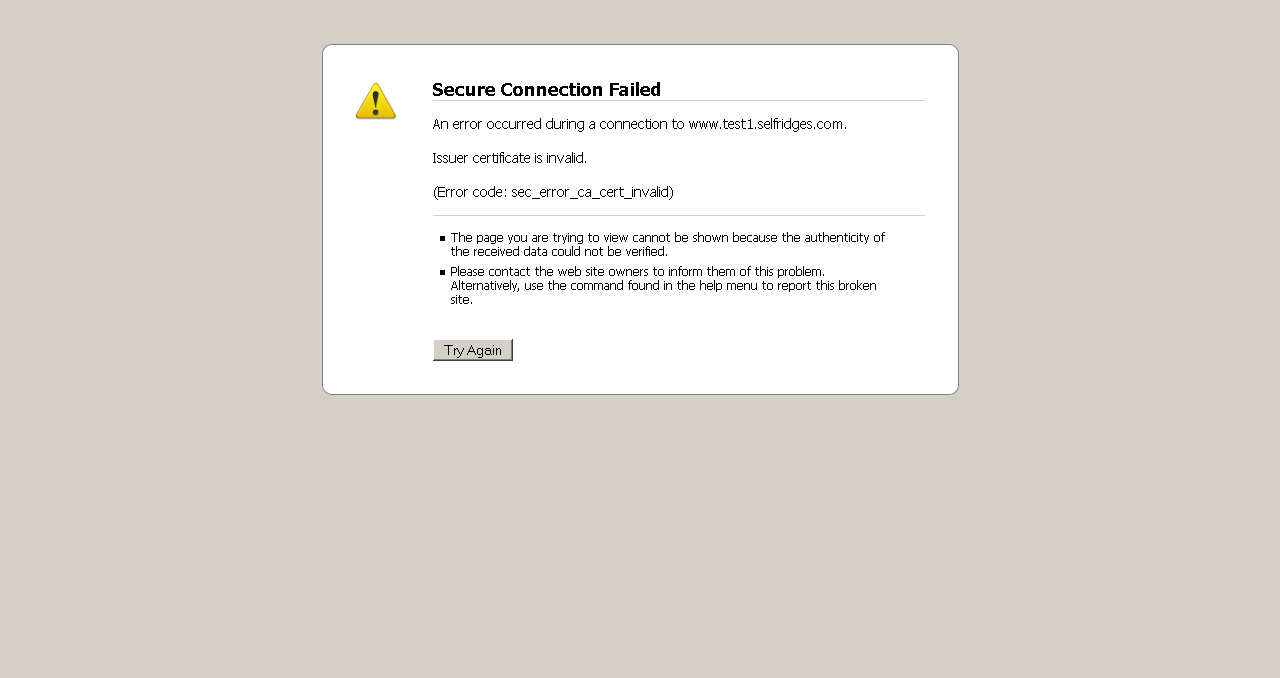 Secure Connection Failed
An error occurred during a connection to www.test1.selfridges.com.
Issuer certificate is invalid.
(Error code: sec_error_ca_cert_invalid)
The page you are trying to view cannot be shown because the authenticity of
the received data could not be verified.
Please contact the web site owners to inform them of this problem.
Alternatively, use the command found in the help menu to report this broken
site.
Try Again